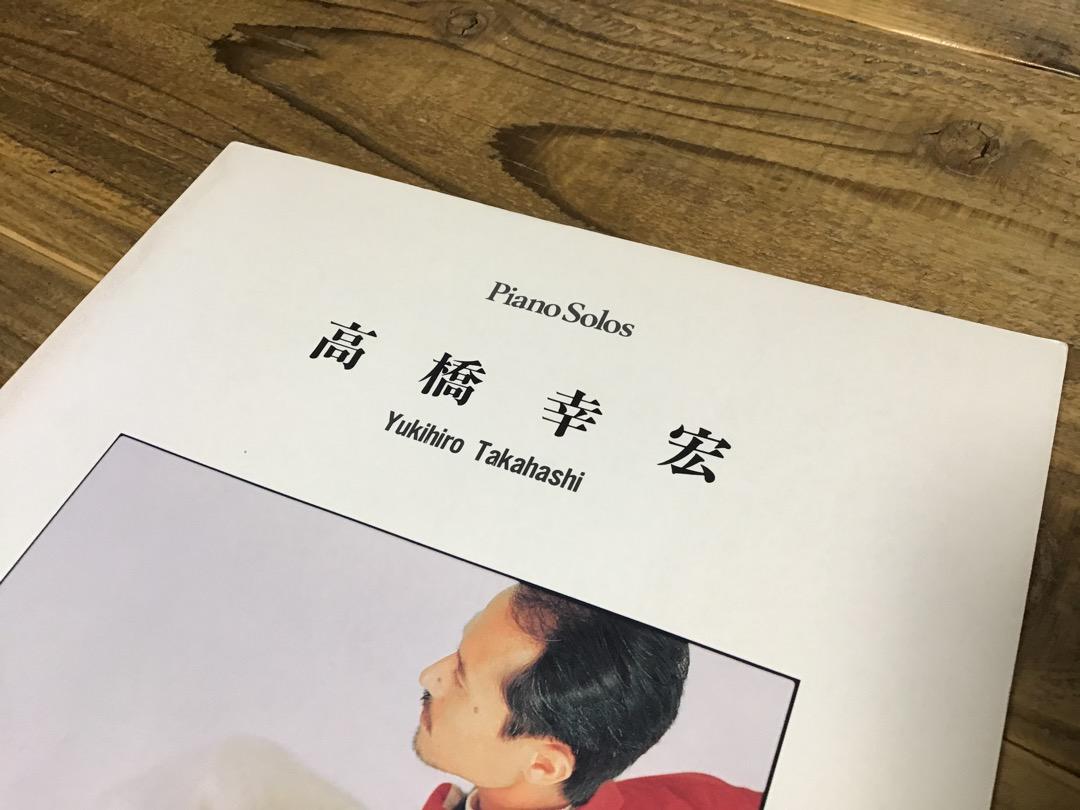 Piano Solos
高橋幸宏
Yukihiro Takahashi